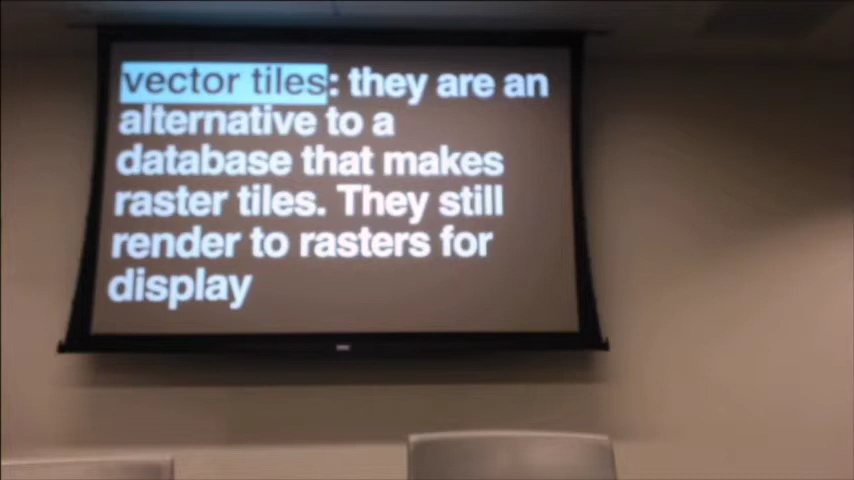 vector tiles: they are an
alternative to a
database that makes
raster tiles. They still
render to rasters for
display